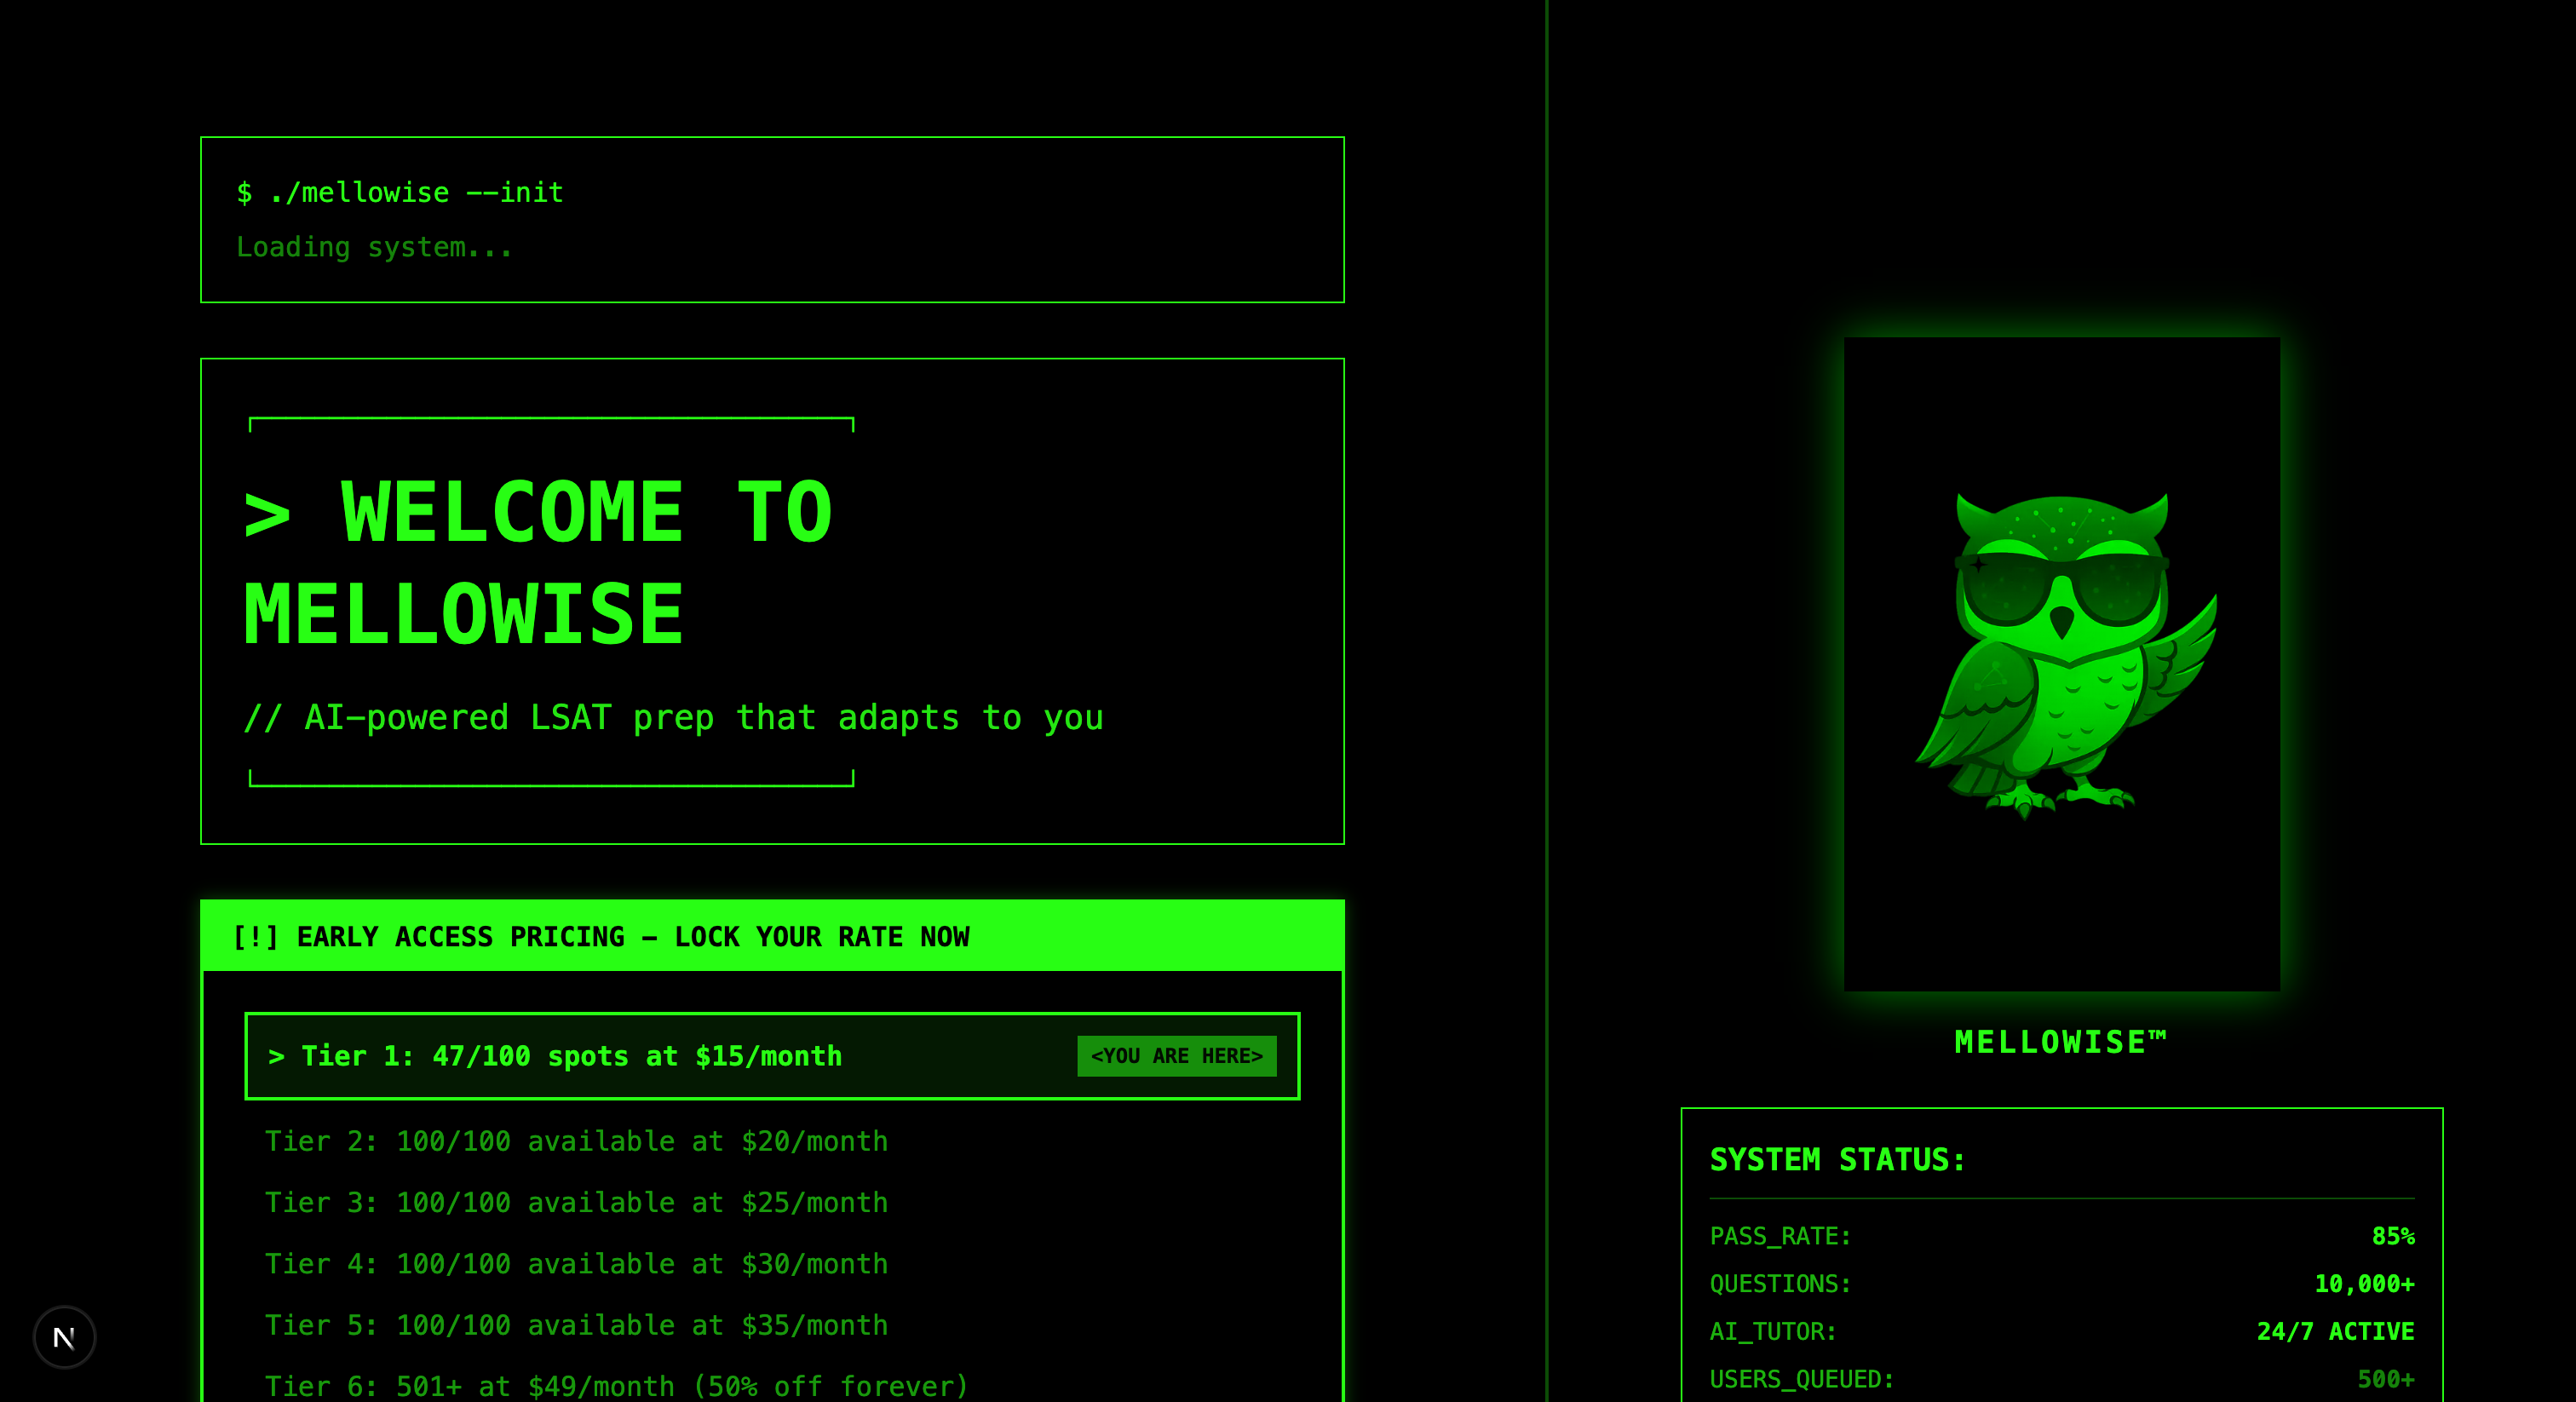 $ ./mellowise --init
Loading system...
> WELCOME TO
MELLOWISE
// AI-powered LSAT prep that adapts to you
[!] EARLY ACCESS PRICING - LOCK YOUR RATE NOW
> Tier 1: 47/100 spots at $15/month
<YOU ARE HERE>
Tier 2: 100/100 available at $20/month
Tier 3: 100/100 available at $25/month
Tier 4: 100/100 available at $30/month
Tier 5: 100/100 available at $35/month
Tier 6: 501+ at $49/month (50% off forever)
N
MELLOWISE™
SYSTEM STATUS:
PASS_RATE: 85%
QUESTIONS: 10,000+
AI_TUTOR: 24/7 ACTIVE
USERS_QUEUED: 500+